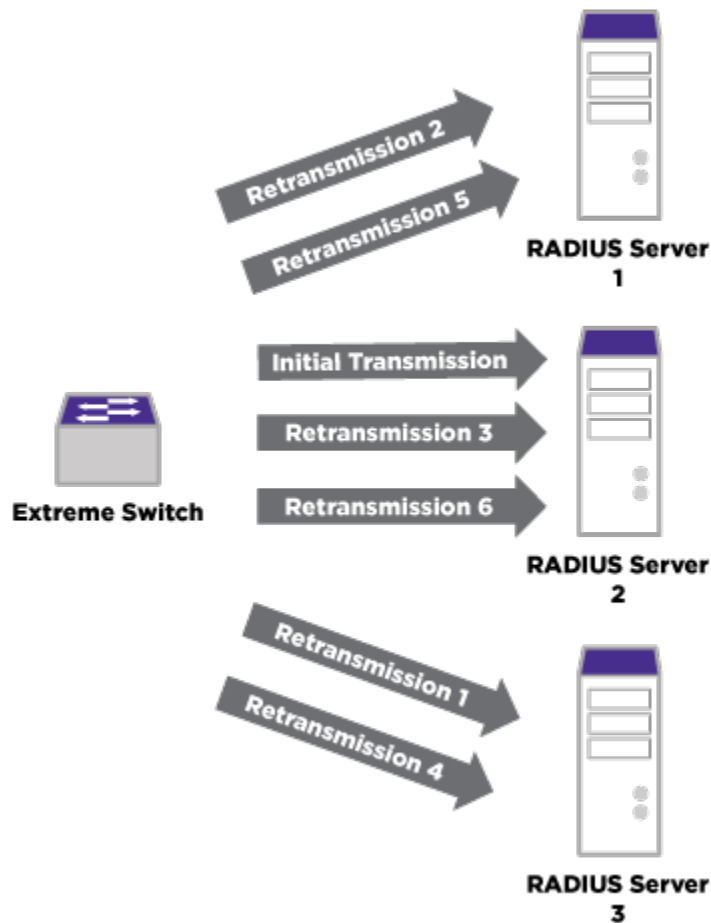 Retransmission 2
Retransmission 5
RADIUS Server
1
Initial Transmission
Retransmission 3
Retransmission 6
Extreme Switch
RADIUS Server
2
Retransmission 1
Retransmission 4
RADIUS Server
3